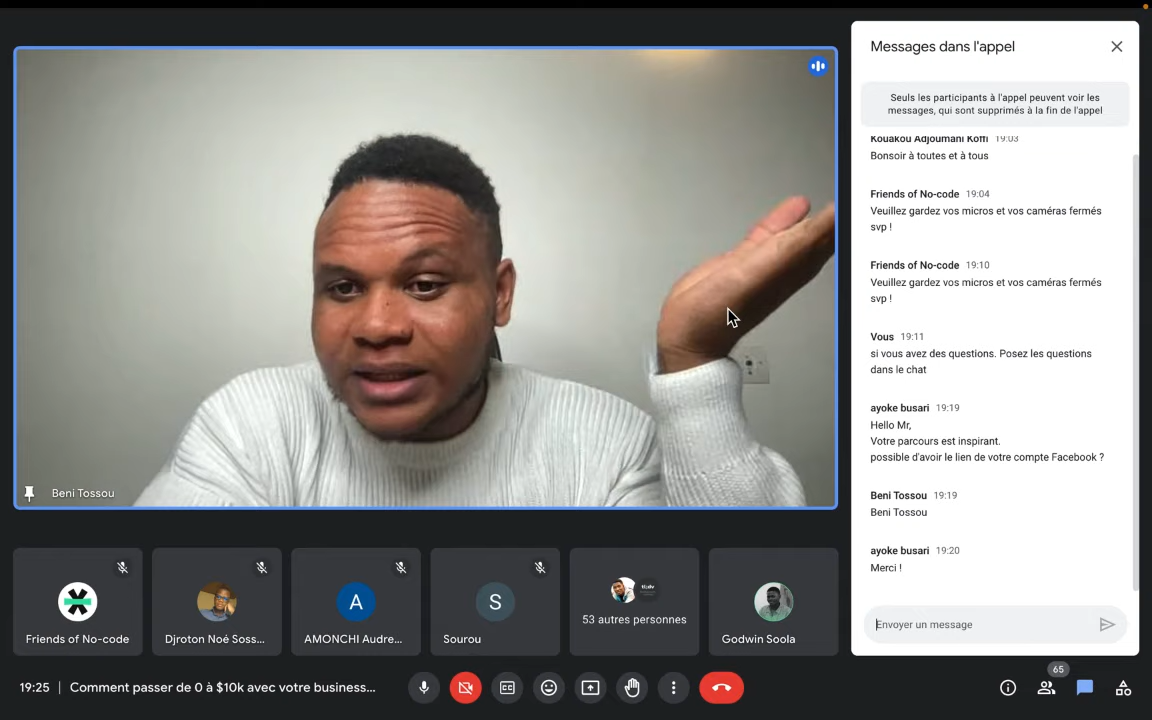 Messages dans l'appel
Seuls les participants à l'appel peuvent voir les
messages, qui sont supprimés à la fin de l'appel
Kouakou Adjoumani Koffi 19:03
Bonsoir à toutes et à tous
Friends of No-code 19:04
Veuillez gardez vos micros et vos caméras fermés
svp !
Friends of No-code 19:10
Veuillez gardez vos micros et vos caméras fermés
svp !
Vous 19:11
si vous avez des questions. Posez les questions
dans le chat
ayoke busari 19:19
Hello Mr,
Votre parcours est inspirant.
possible d'avoir le lien de votre compte Facebook ?
Beni Tossou 19:19
Beni Tossou
ayoke busari 19:20
Merci !
Envoyer un message
Beni Tossou
Friends of No-code
Djroton Noé Soss...
A
AMONCHI Audre...
S
Sourou
53 autres personnes
Godwin Soola
19:25 | Comment passer de 0 à $10k avec votre business...
65